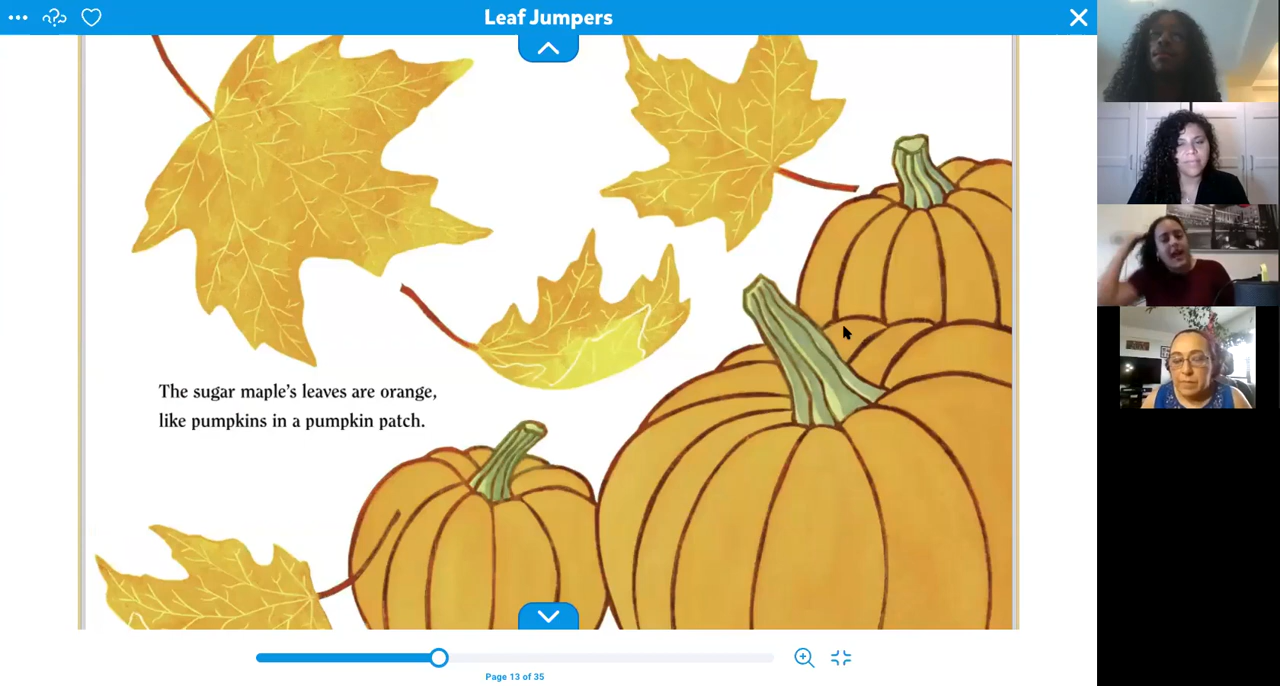 Leaf Jumpers
The sugar maple's leaves are orange,
like pumpkins in a pumpkin patch.
Page 13 of 35